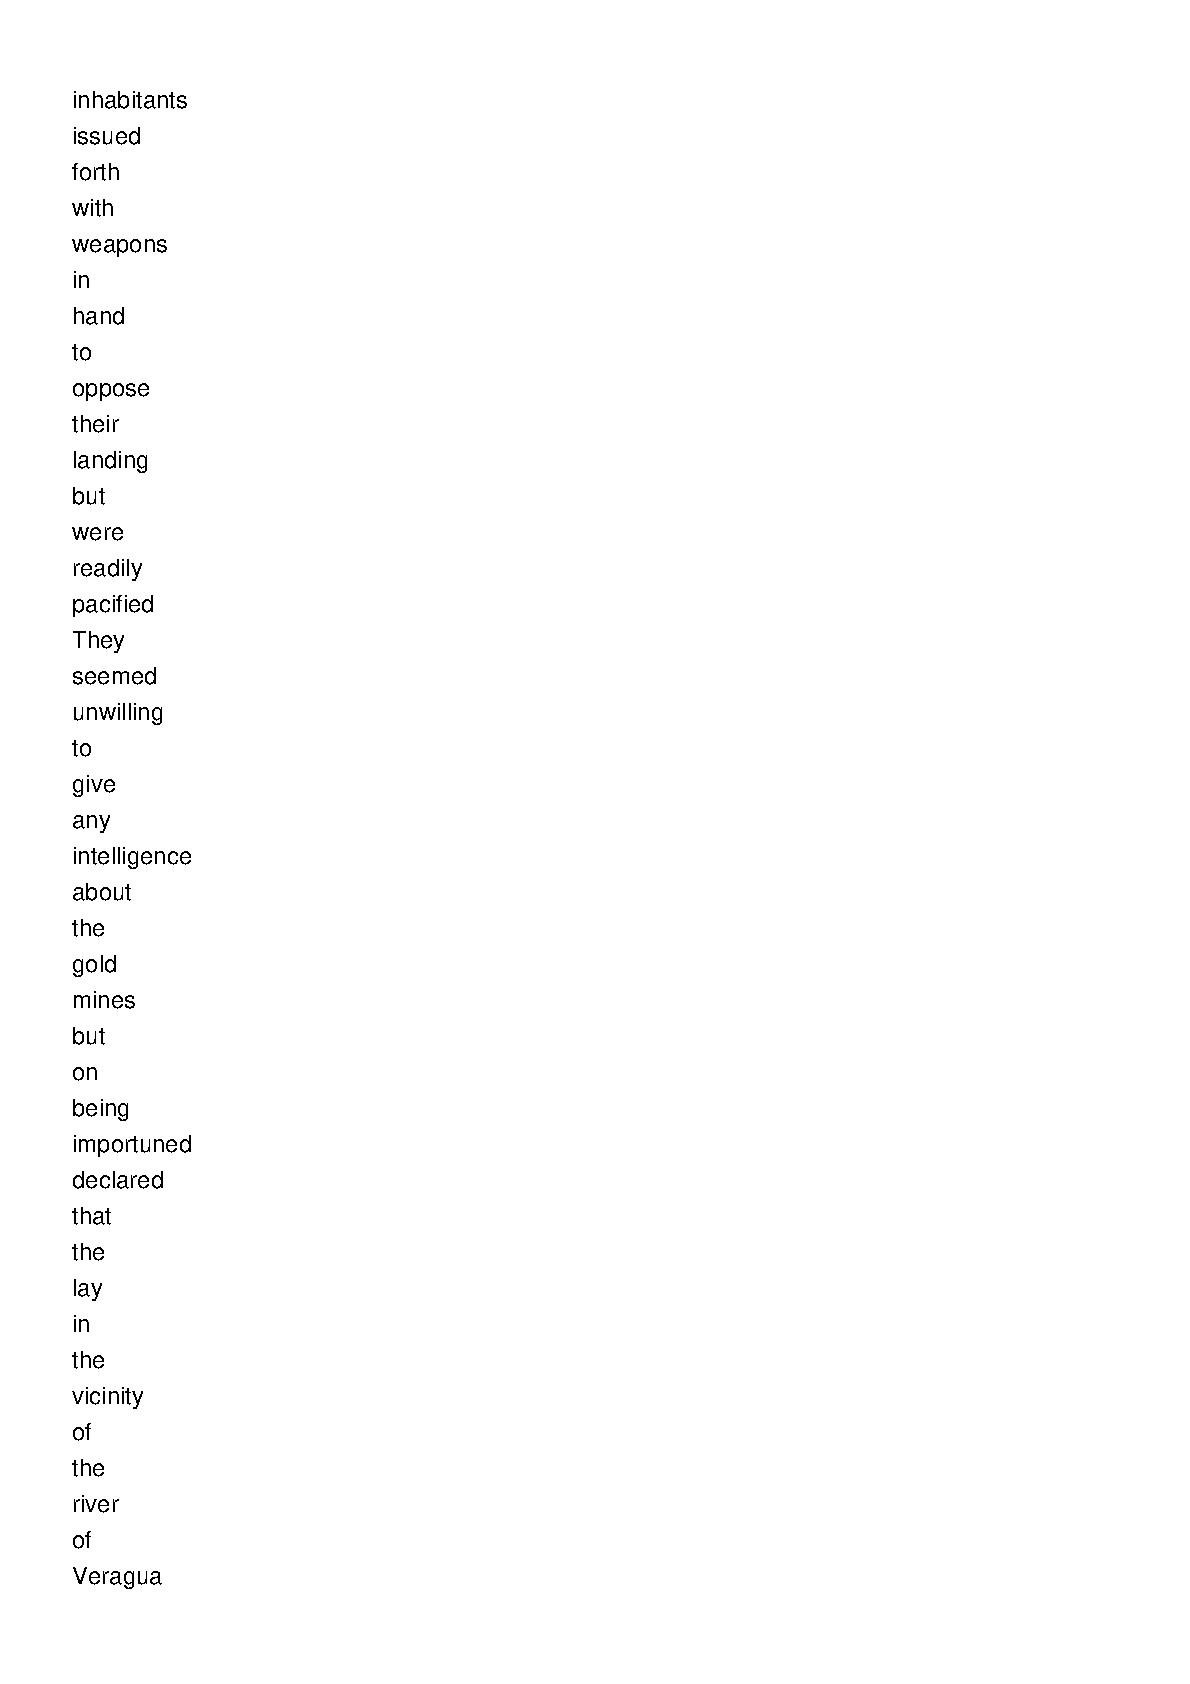 inhabitants
issued
forth
with
weapons
in
hand
to
oppose
their
landing
but
were
readily
pacified
They
seemed
unwilling
to
give
any
intelligence
about
the
gold
mines
but
on
being
importuned
declared
that
the
lay
in
the
vicinity
of
the
river
of
Veragua